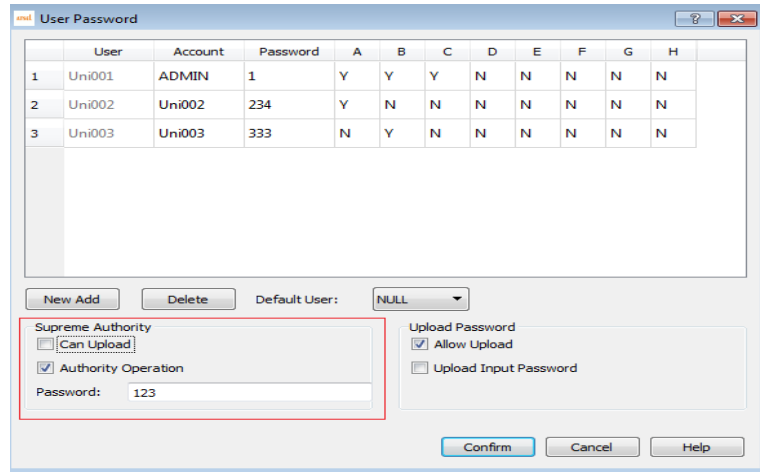 User Password
User Account Password A B C D E F G H
1 Uni001 ADMIN 1 Y Y Y N N N N N
2 Uni002 Uni002 234 Y N N N N N N N
3 Uni003 Uni003 333 N Y N N N N N N
New Add Delete Default User: NULL
Supreme Authority Upload Password
Can Upload Allow Upload
Authority Operation Upload Input Password
Password: 123
Confirm Cancel Help